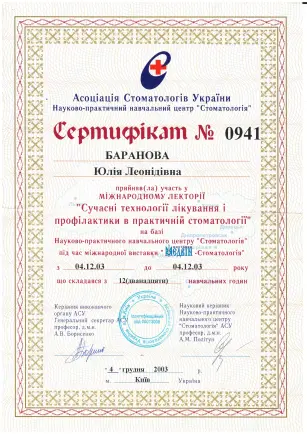 Асоціація Стоматологів України
Науково-практичний навчальний центр "Стоматологія"
Сертифікат № 0941
БАРАНОВА
Юлія Леонідівна
прийняв(ла) участь у
МІЖНАРОДНОМУ ЛЕКТОРІЇ
"Сучасні технології лікування і
профілактики в практичній стоматології"
на базі
Науково-практичного навчального центру "Стоматологія"
під час міжнародної виставки -Стоматологія"
з 04.12.03 до 04.12.03 року
що складався з 12(дванадцяти) навчальних годин
Керівник виконавчого
органу АСУ
Генеральний секретар АСУ
професор, д.м.н.
А.П. Борисенко
Науковий керівник
Науково-практичного
навчального центру
"Стоматологія" АСУ
професор, д.м.н.
А.М. Політун
" 4 " грудня 2003 р.
м. Київ Україна